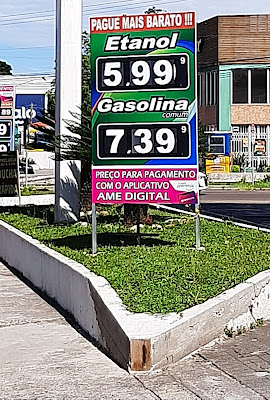 PAGUE MAIS BARATO !!!
Etanol
5.99 9
Gasolina
comum
7.39 9
PREÇO PARA PAGAMENTO
COM O APLICATIVO
AME DIGITAL